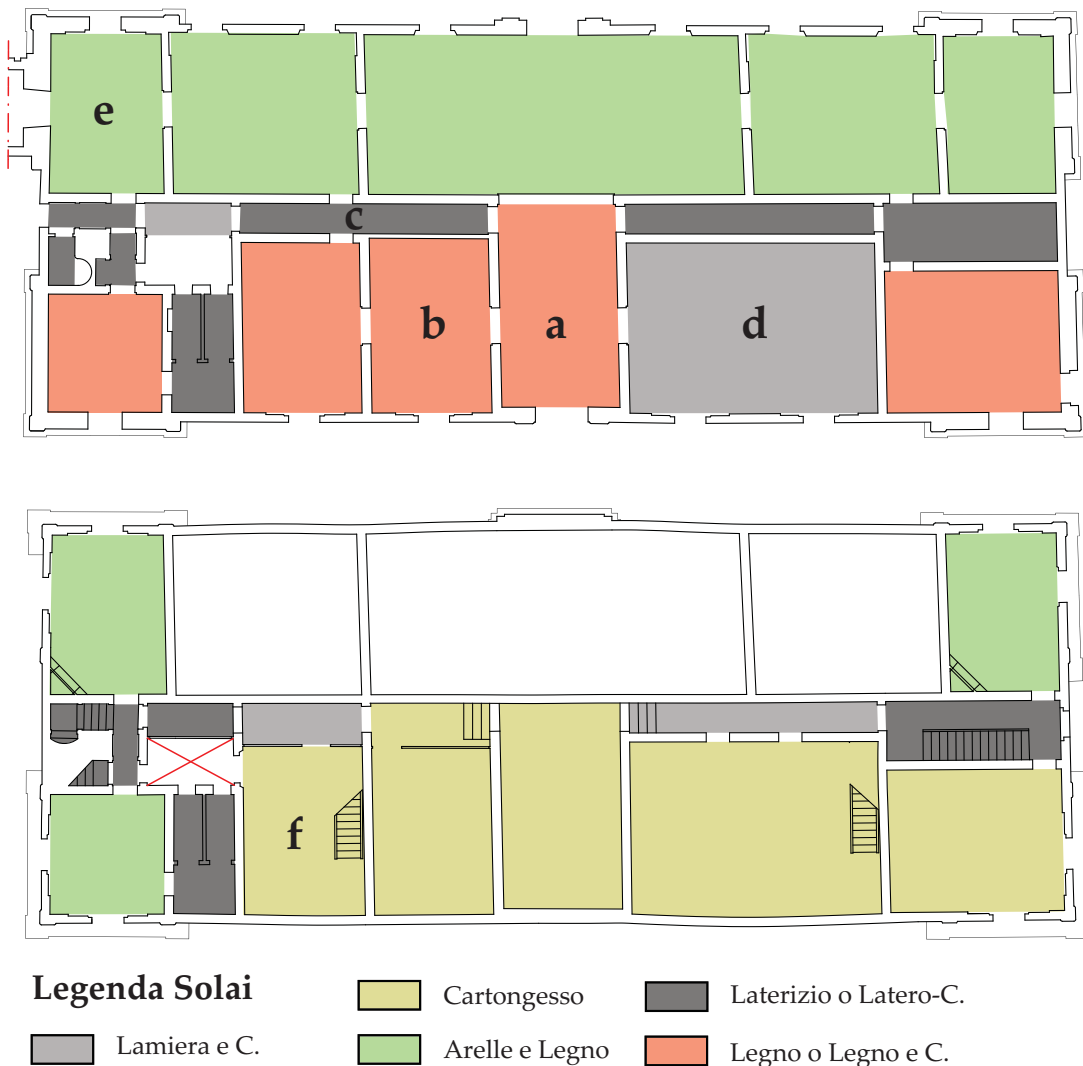 e
c
b
a
d
f
Legenda Solai
Cartongesso
Laterizio o Latero-C.
Lamiera e C.
Arelle e Legno
Legno o Legno e C.